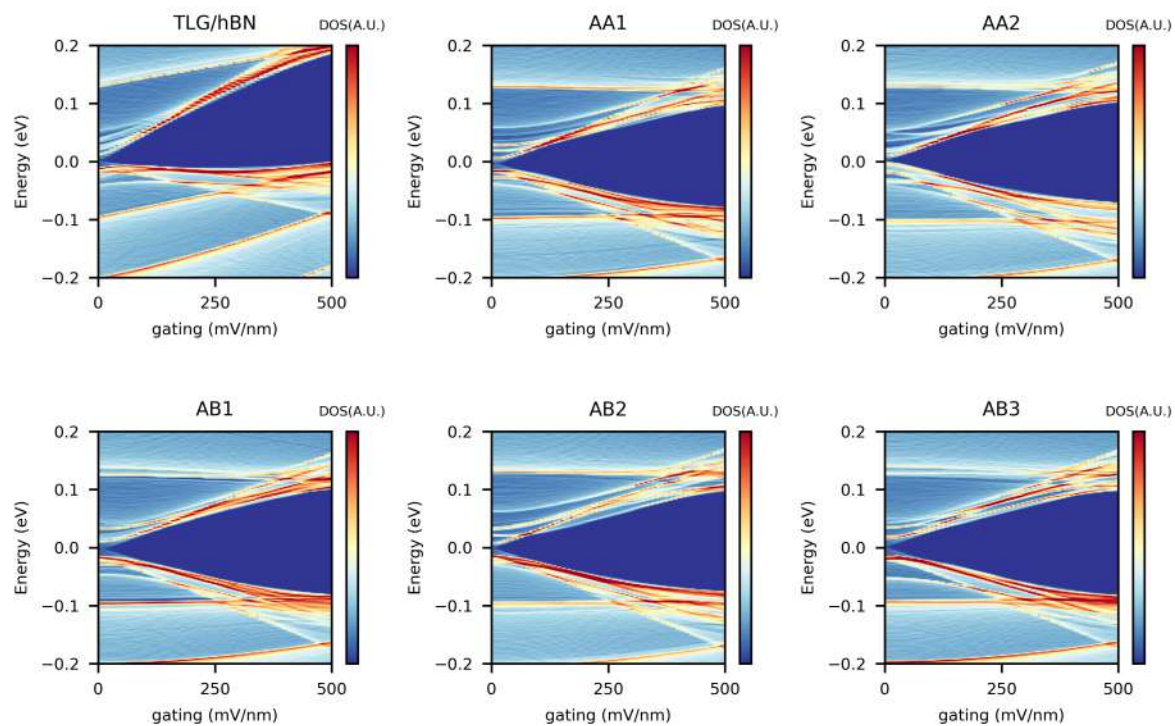 TLG/hBN DOS(A.U.) AA1 DOS(A.U.) AA2 DOS(A.U.)
0.2 0.2 0.2
0.1 0.1 0.1
0.0 0.0 0.0
−0.1 −0.1 −0.1
−0.2 −0.2 −0.2
Energy (eV) Energy (eV) Energy (eV)
0 250 500 0 250 500 0 250 500
gating (mV/nm) gating (mV/nm) gating (mV/nm)
AB1 DOS(A.U.) AB2 DOS(A.U.) AB3 DOS(A.U.)
0.2 0.2 0.2
0.1 0.1 0.1
0.0 0.0 0.0
−0.1 −0.1 −0.1
−0.2 −0.2 −0.2
Energy (eV) Energy (eV) Energy (eV)
0 250 500 0 250 500 0 250 500
gating (mV/nm) gating (mV/nm) gating (mV/nm)